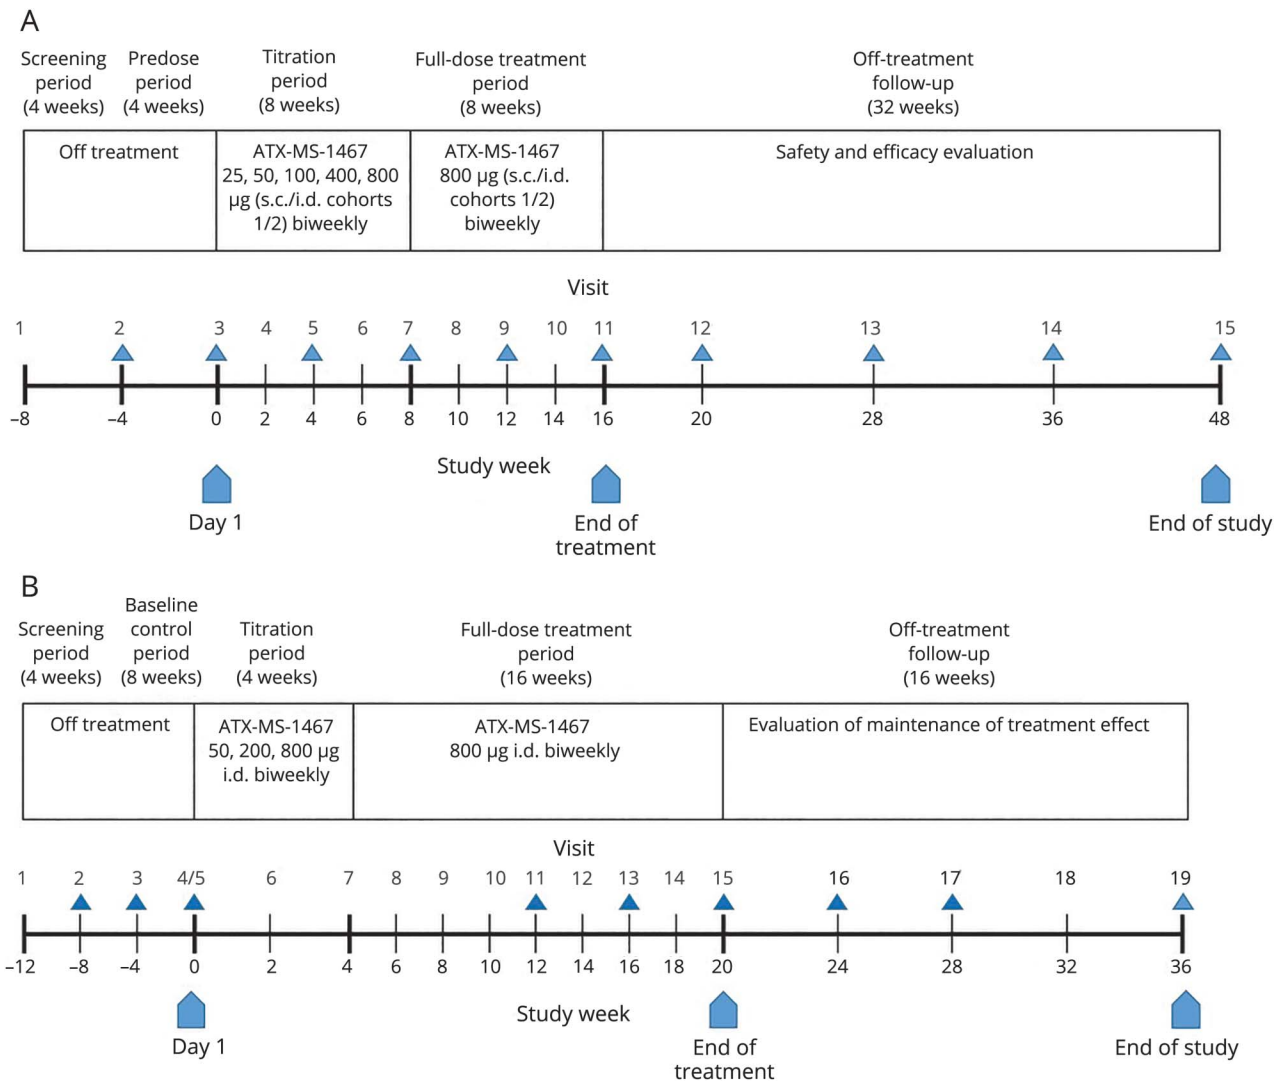 A
Screening period (4 weeks)
Predose period (4 weeks)
Titration period (8 weeks)
Full-dose treatment period (8 weeks)
Off-treatment follow-up (32 weeks)
Off treatment
ATX-MS-1467
25, 50, 100, 400, 800
µg (s.c./i.d. cohorts
1/2) biweekly
ATX-MS-1467
800 µg (s.c./i.d.
cohorts 1/2)
biweekly
Safety and efficacy evaluation
Visit
1 2 3 4 5 6 7 8 9 10 11 12 13 14 15
–8 –4 0 2 4 6 8 10 12 14 16 20 28 36 48
Study week
Day 1
End of
treatment
End of study
B
Screening period (4 weeks)
Baseline control period (8 weeks)
Titration period (4 weeks)
Full-dose treatment period (16 weeks)
Off-treatment follow-up (16 weeks)
Off treatment
ATX-MS-1467
50, 200, 800 µg
i.d. biweekly
ATX-MS-1467
800 µg i.d. biweekly
Evaluation of maintenance of treatment effect
Visit
1 2 3 4/5 6 7 8 9 10 11 12 13 14 15 16 17 18 19
–12 –8 –4 0 2 4 6 8 10 12 14 16 18 20 24 28 32 36
Study week
Day 1
End of
treatment
End of study